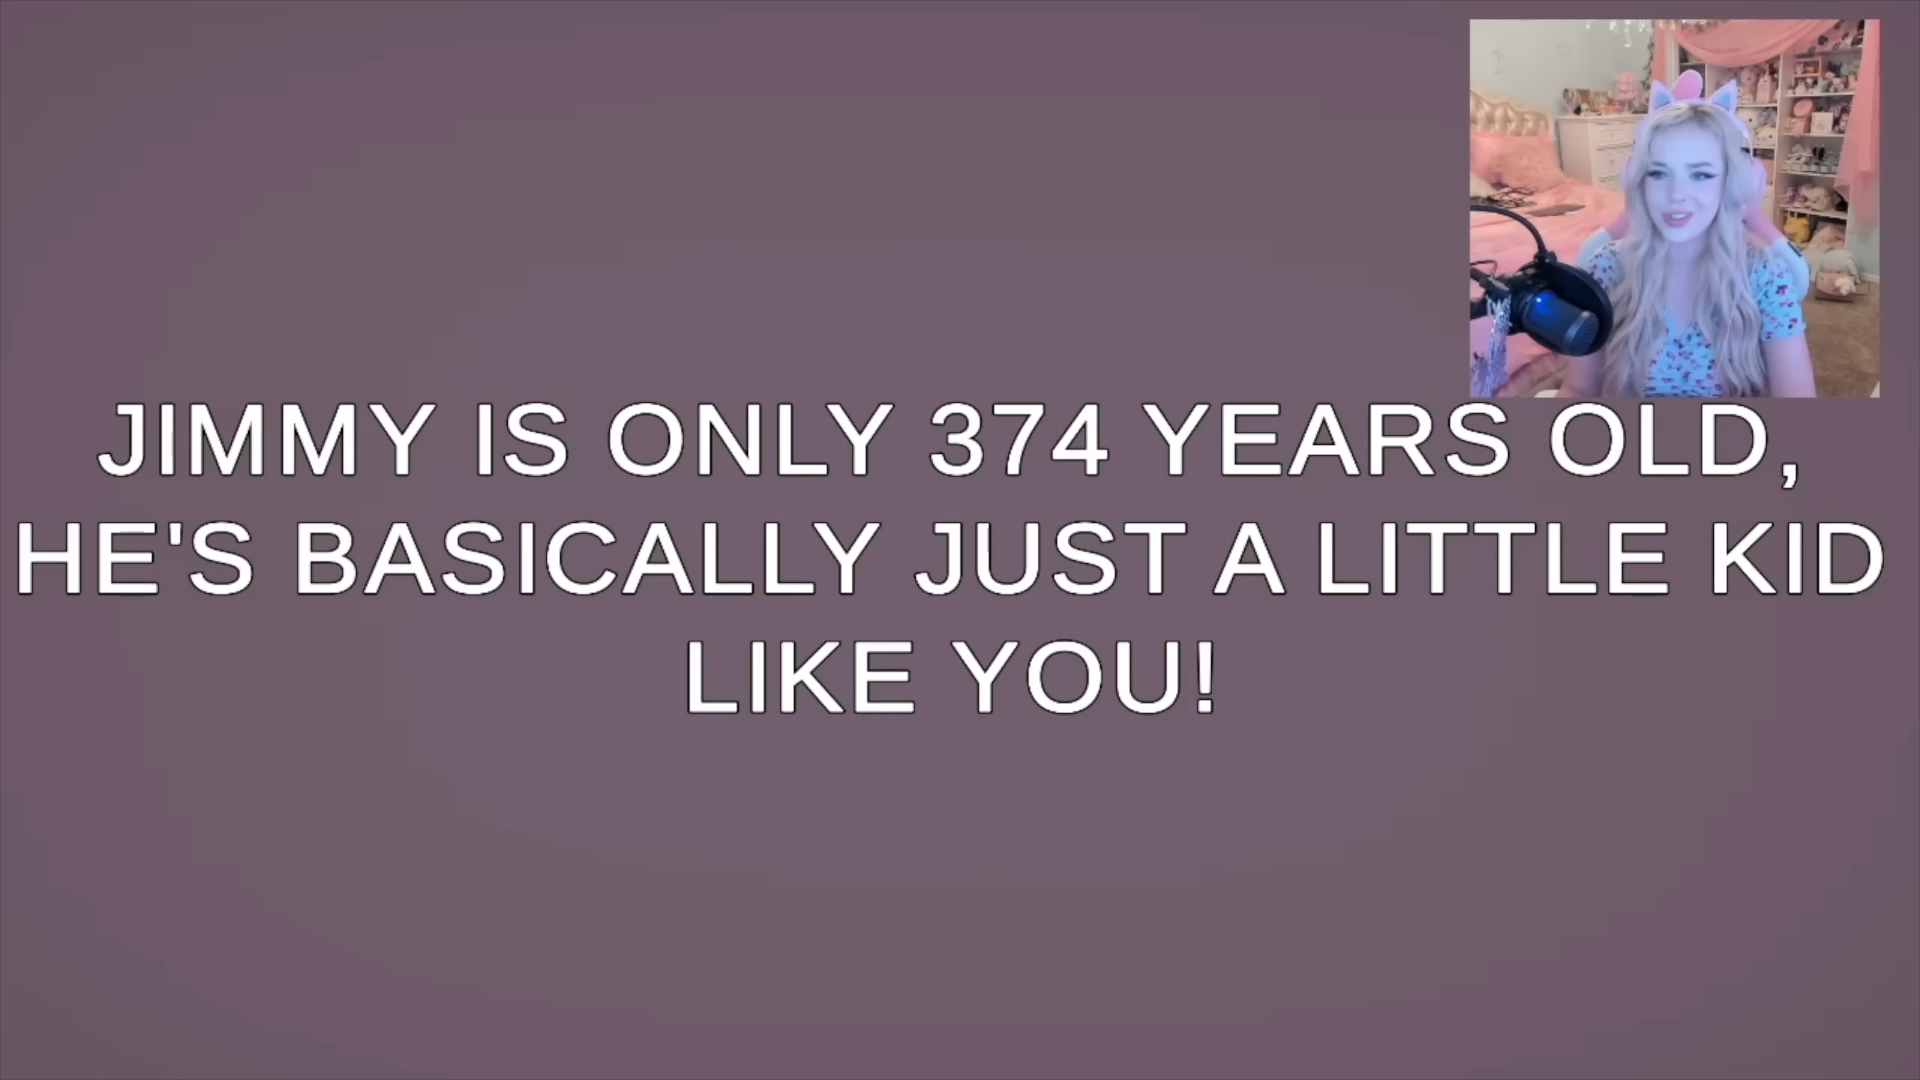 JIMMY IS ONLY 374 YEARS OLD,
HE'S BASICALLY JUST A LITTLE KID
LIKE YOU!